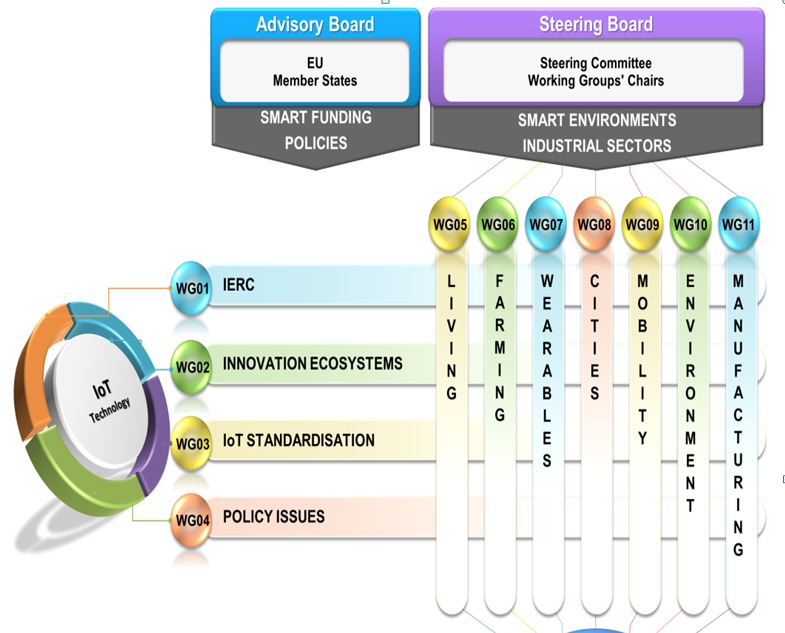 Advisory Board
EU
Member States
SMART FUNDING
POLICIES
Steering Board
Steering Committee
Working Groups' Chairs
SMART ENVIRONMENTS
INDUSTRIAL SECTORS
WG05
WG06
WG07
WG08
WG09
WG10
WG11
LIVING
FARMING
WEARABLES
CITIES
MOBILITY
ENVIRONMENT
MANUFACTURING
IoT
Technology
WG01
IERC
WG02
INNOVATION ECOSYSTEMS
WG03
IoT STANDARDISATION
WG04
POLICY ISSUES